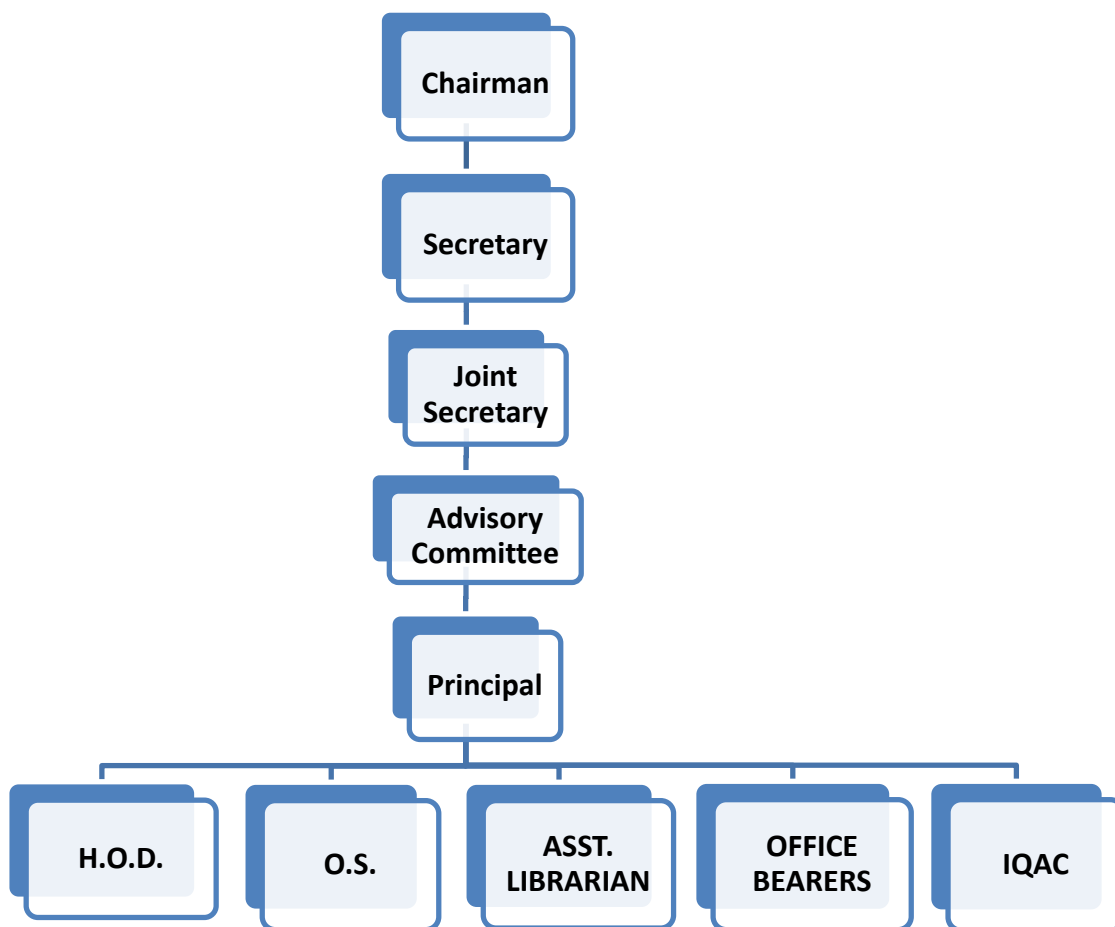 Chairman
Secretary
Joint
Secretary
Advisory
Committee
Principal
H.O.D.
O.S.
ASST.
LIBRARIAN
OFFICE
BEARERS
IQAC